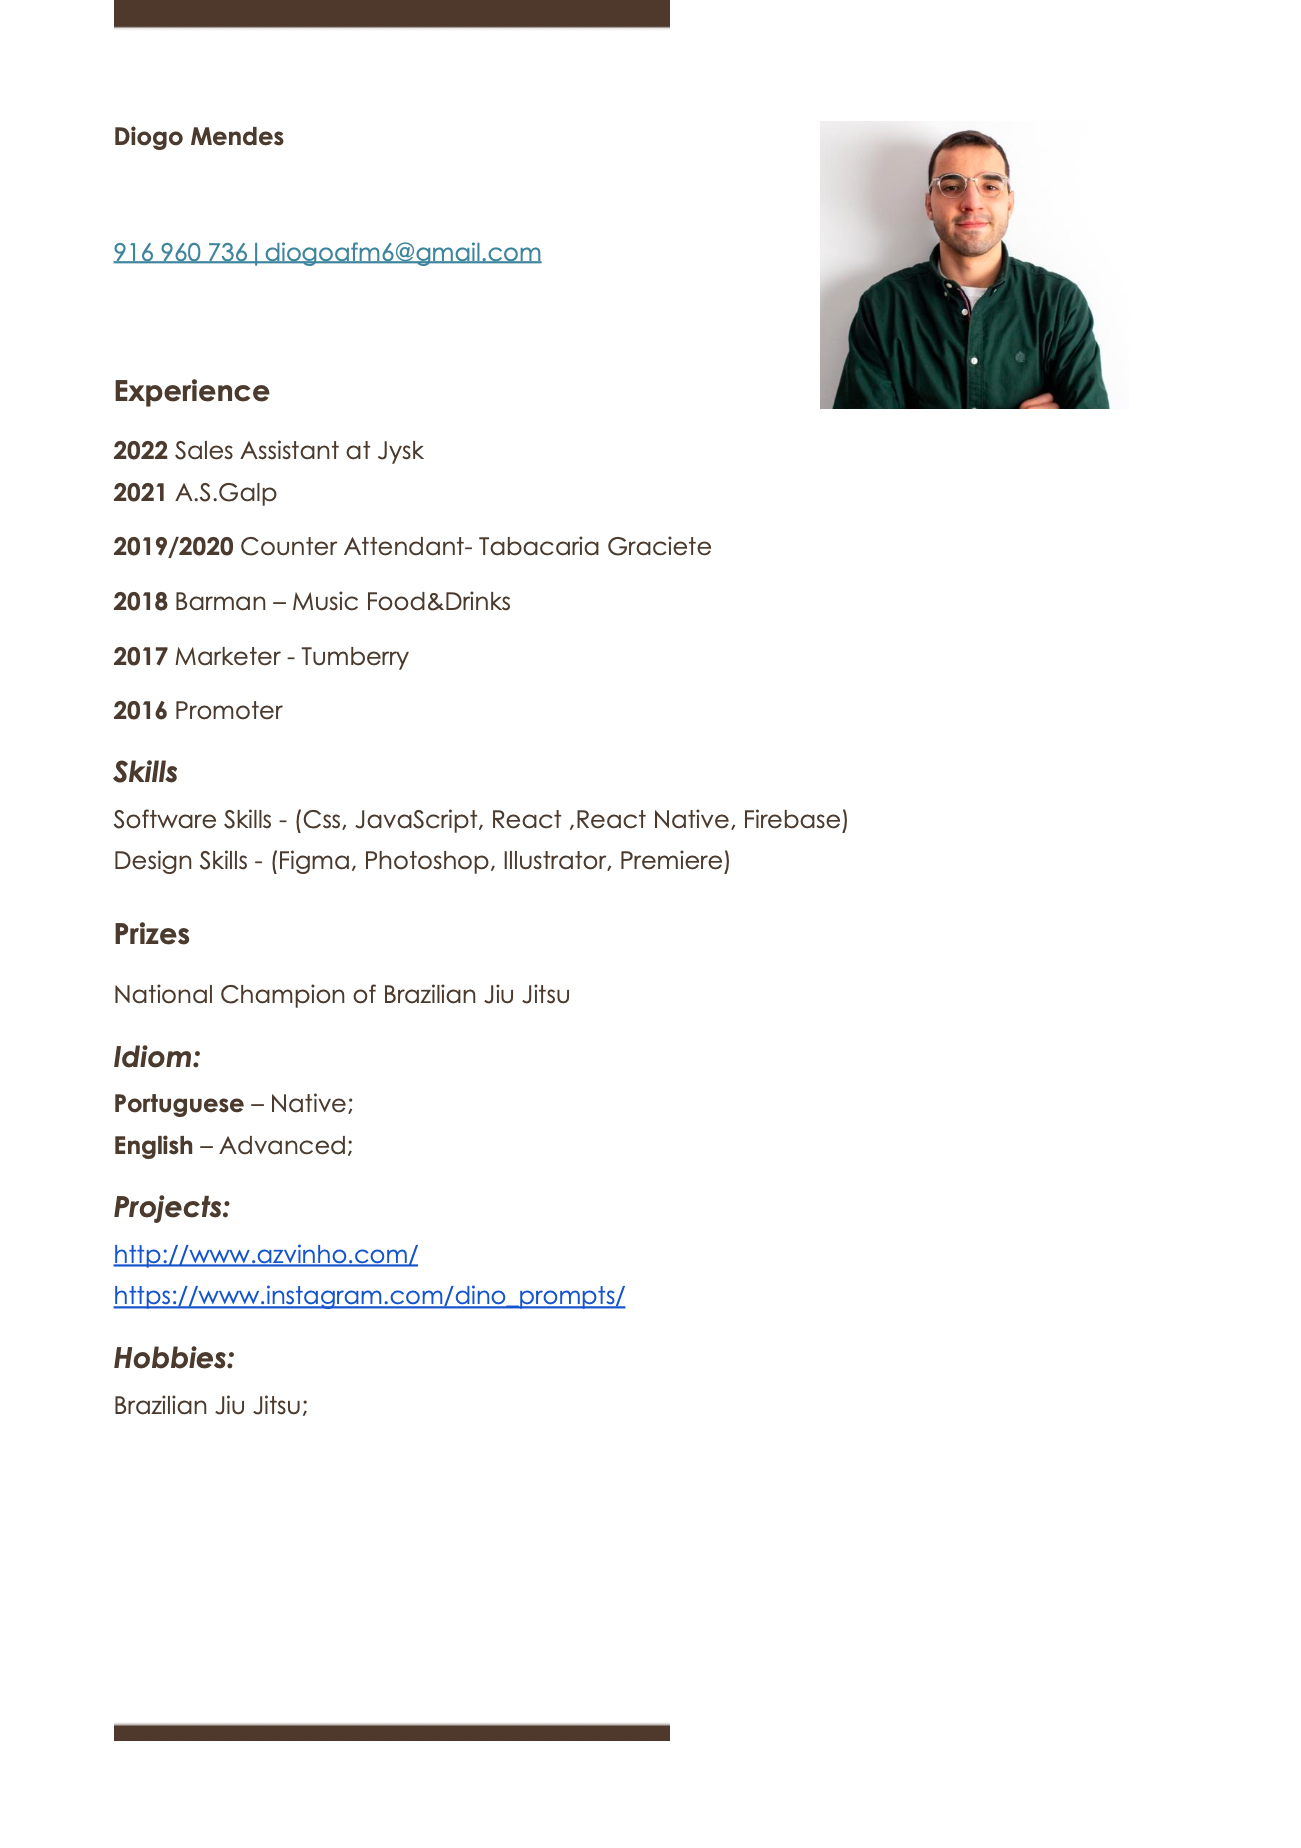 Diogo Mendes
916 960 736|diogoafm6@gmail.com
Experience
2022 Sales Assistant at Jysk
2021 A.S.Galp
2019/2020 Counter Attendant- Tabacaria Graciete
2018 Barman – Music Food&Drinks
2017 Marketer - Tumberry
2016 Promoter
Skills
Software Skills - (Css, JavaScript, React ,React Native, Firebase)
Design Skills - (Figma, Photoshop, Illustrator, Premiere)
Prizes
National Champion of Brazilian Jiu Jitsu
Idiom:
Portuguese – Native;
English – Advanced;
Projects:
http://www.azvinho.com/
https://www.instagram.com/dino_prompts/
Hobbies:
Brazilian Jiu Jitsu;